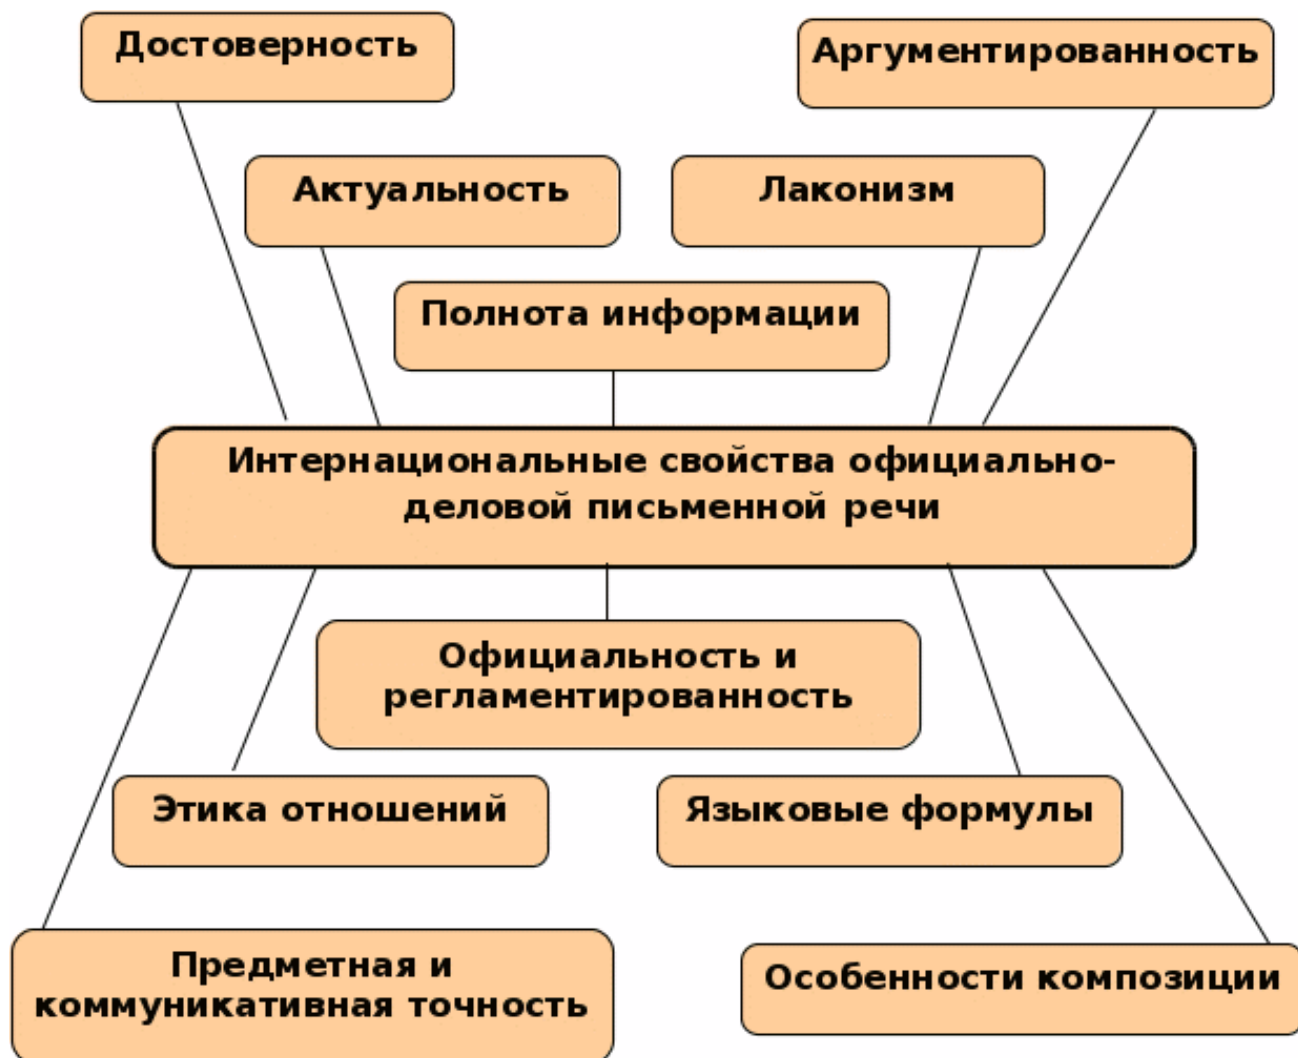 Достоверность
Аргументированность
Актуальность
Лаконизм
Полнота информации
Интернациональные свойства официально-
деловой письменной речи
Официальность и
регламентированность
Этика отношений
Языковые формулы
Предметная и
коммуникативная точность
Особенности композиции